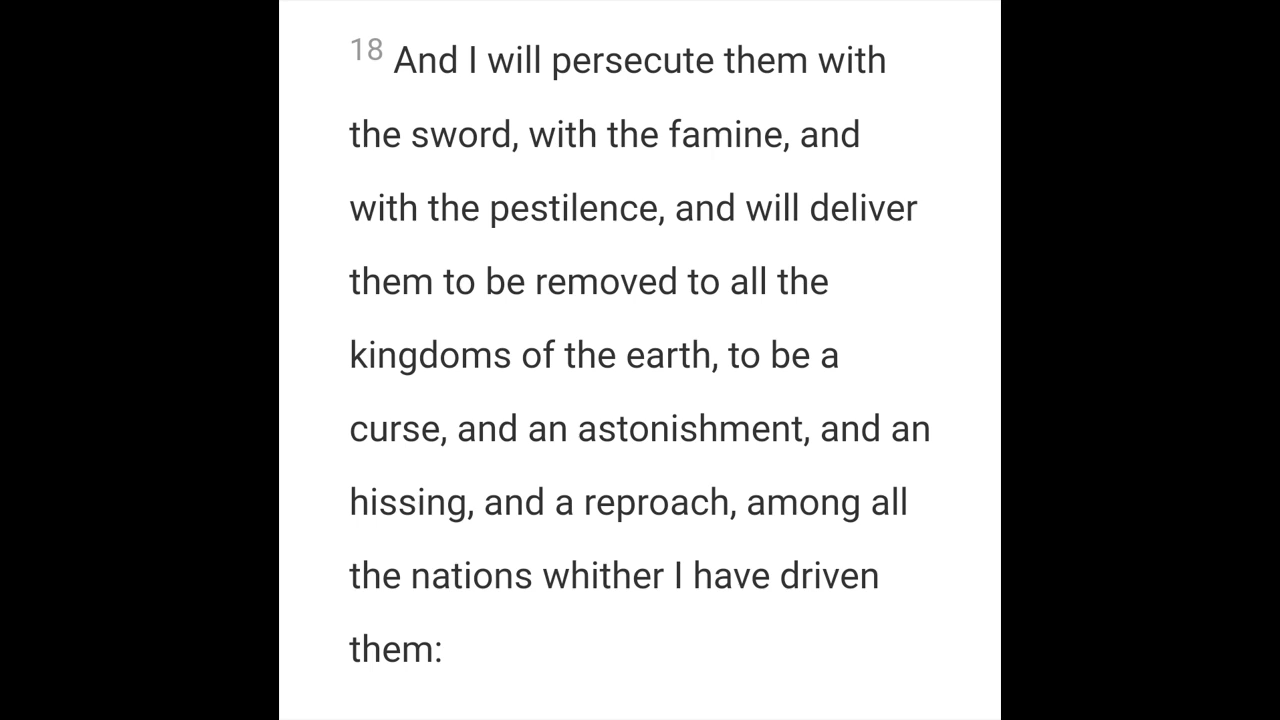 18 And I will persecute them with
the sword, with the famine, and
with the pestilence, and will deliver
them to be removed to all the
kingdoms of the earth, to be a
curse, and an astonishment, and an
hissing, and a reproach, among all
the nations whither I have driven
them: